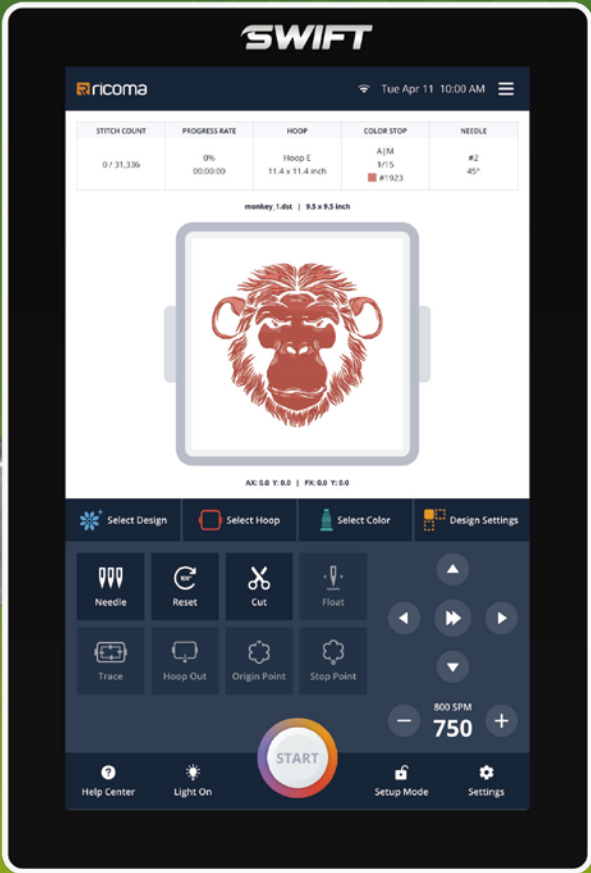 SWIFT
ricoma
Tue Apr 11 10:00 AM
STITCH COUNT
PROGRESS RATE
HOOP
COLOR STOP
NEEDLE
0 / 31,336
0%
00:00:00
Hoop E
11.4 x 11.4 inch
A|M
1/15
#1923
#2
45°
monkey_1.dst | 9.5 x 9.5 inch
AX: 0.0 Y: 0.0 | PX: 0.0 Y: 0.0
Select Design
Select Hoop
Select Color
Design Settings
Needle
Reset
Cut
Float
Trace
Hoop Out
Origin Point
Stop Point
800 SPM
750
START
Help Center
Light On
Setup Mode
Settings